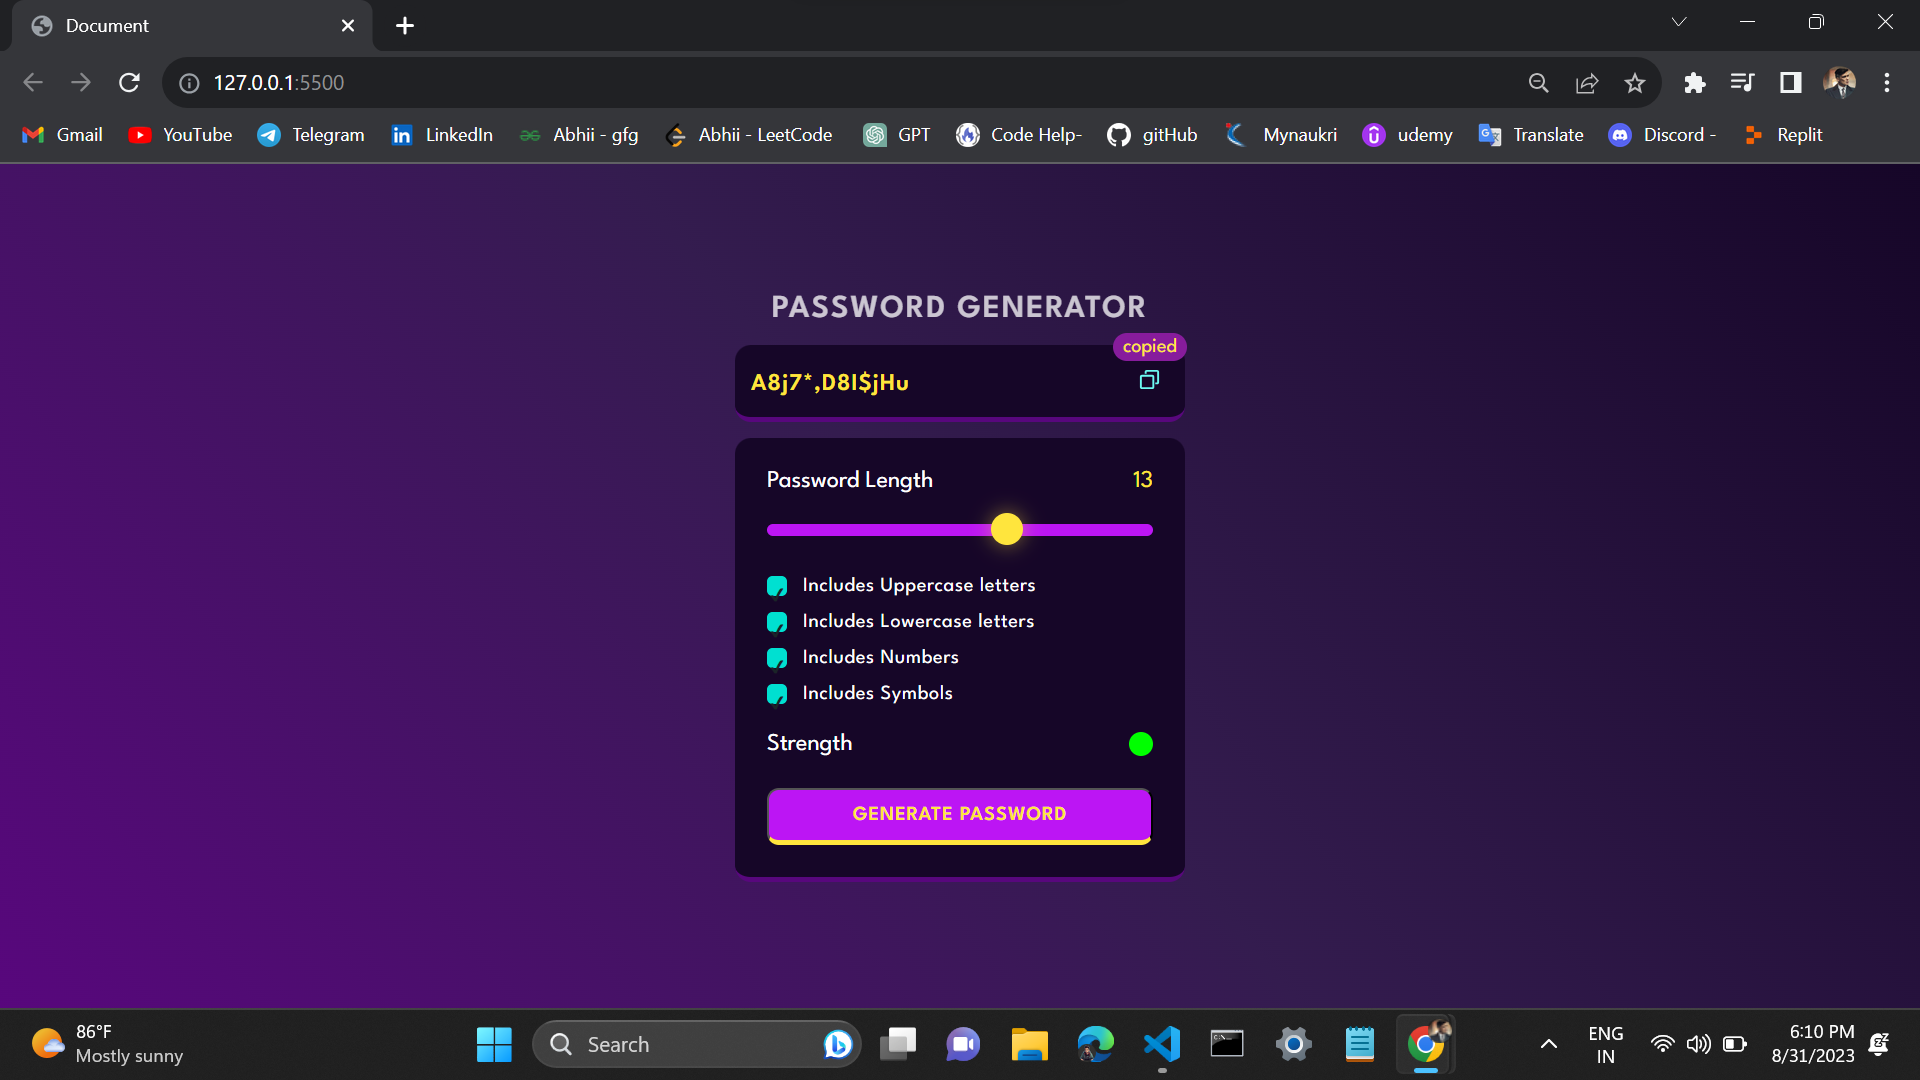 Document
127.0.0.1:5500
Gmail YouTube Telegram LinkedIn Abhii - gfg Abhii - LeetCode GPT Code Help- gitHub Mynaukri udemy Translate Discord - Replit
PASSWORD GENERATOR
copied
A8j7*,D8I$jHu
Password Length 13
Includes Uppercase letters
Includes Lowercase letters
Includes Numbers
Includes Symbols
Strength
GENERATE PASSWORD
86°F
Mostly sunny
Search
ENG
IN
6:10 PM
8/31/2023